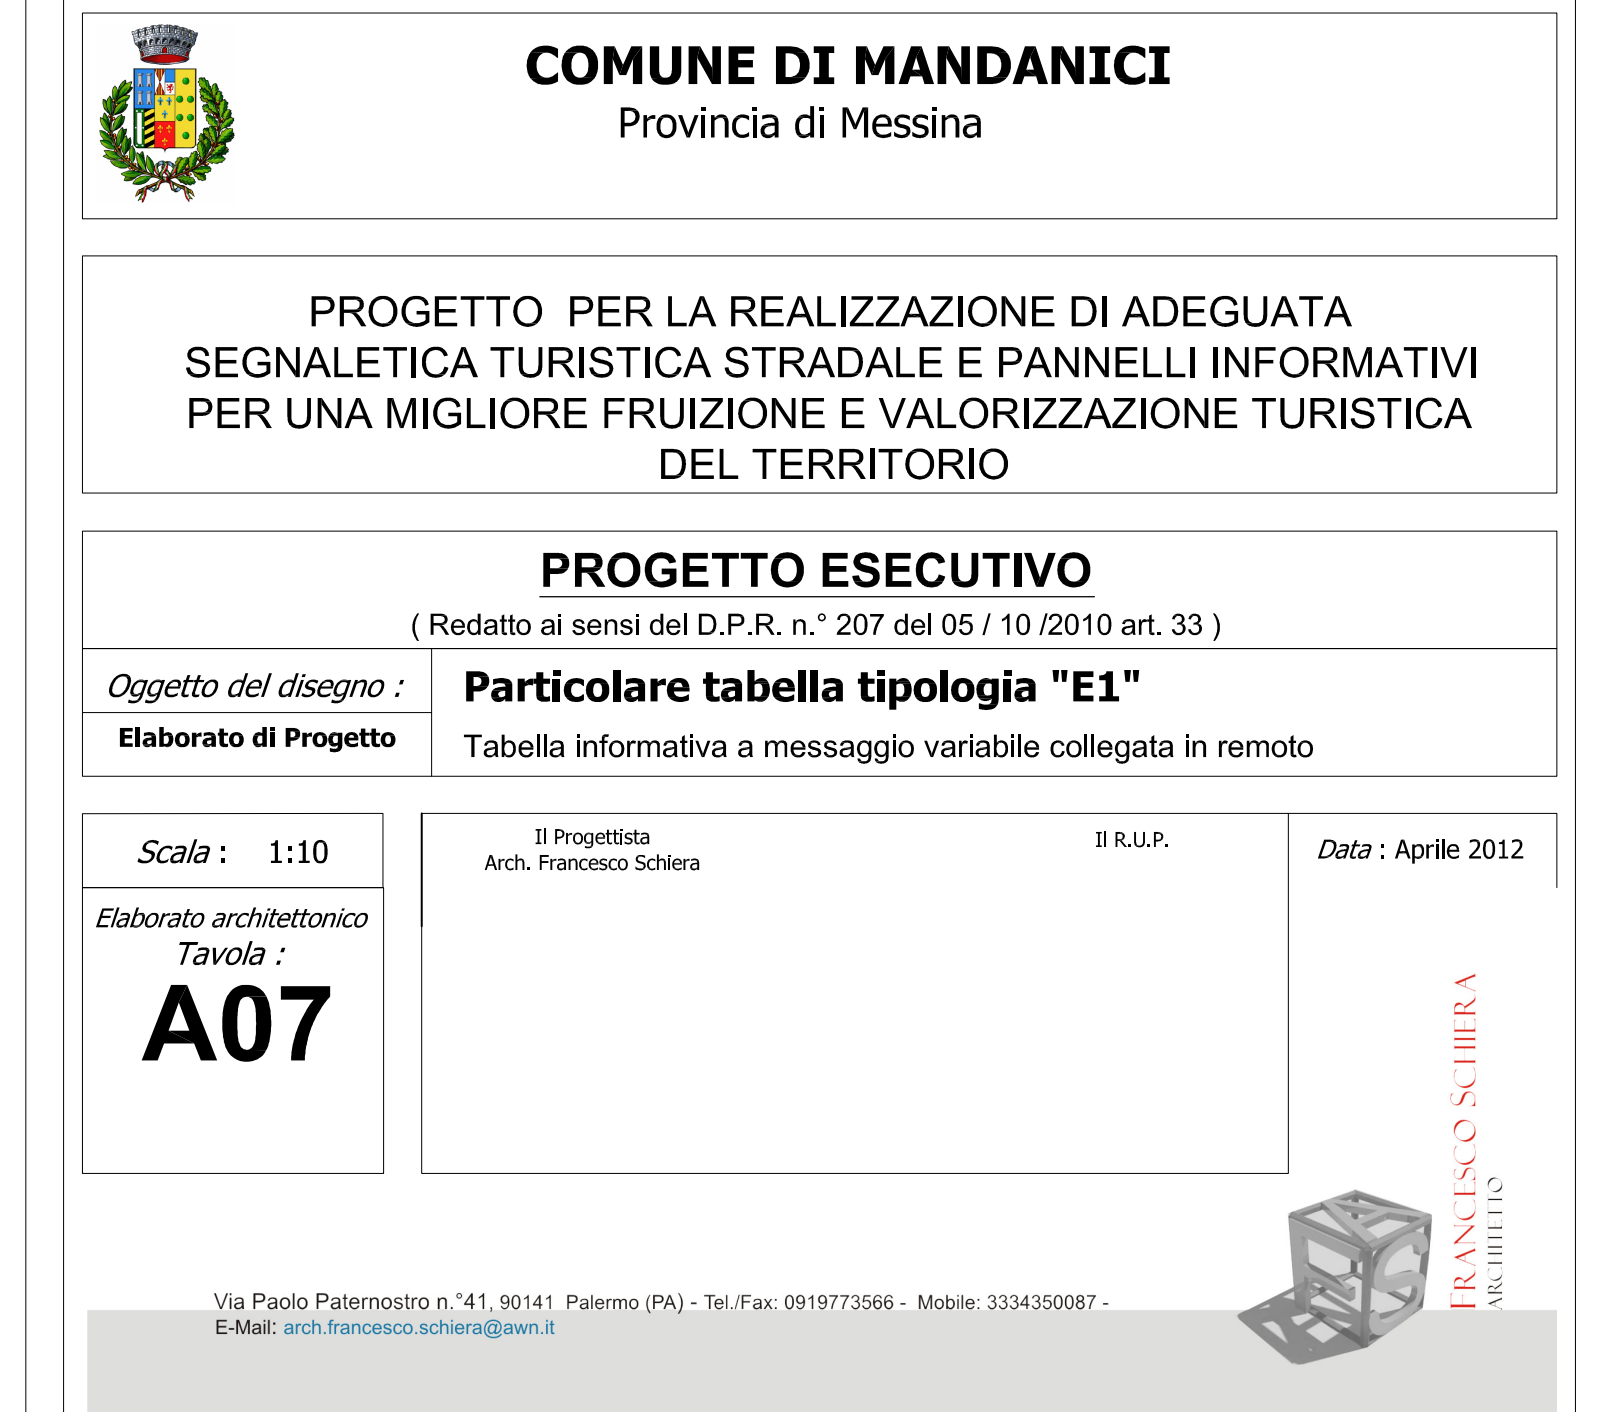 COMUNE DI MANDANICI
Provincia di Messina
PROGETTO PER LA REALIZZAZIONE DI ADEGUATA
SEGNALETICA TURISTICA STRADALE E PANNELLI INFORMATIVI
PER UNA MIGLIORE FRUIZIONE E VALORIZZAZIONE TURISTICA
DEL TERRITORIO
PROGETTO ESECUTIVO
( Redatto ai sensi del D.P.R. n.° 207 del 05 / 10 /2010 art. 33 )
Oggetto del disegno :
Elaborato di Progetto
Particolare tabella tipologia "E1"
Tabella informativa a messaggio variabile collegata in remoto
Scala : 1:10
Elaborato architettonico
Tavola :
A07
Il Progettista
Arch. Francesco Schiera
Il R.U.P.
Data : Aprile 2012
FRANCESCO SCHIERA
ARCHITETTO
Via Paolo Paternostro n.°41, 90141 Palermo (PA) - Tel./Fax: 0919773566 - Mobile: 3334350087 -
E-Mail: arch.francesco.schiera@awn.it